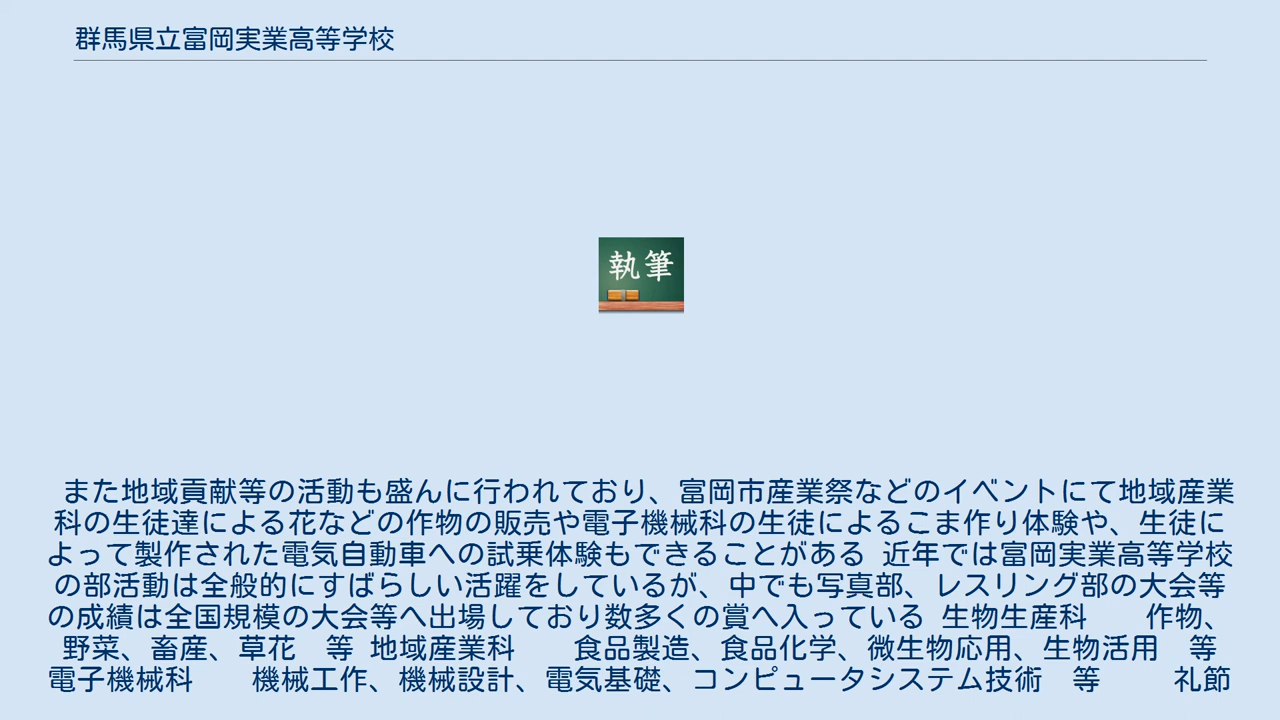 群馬県立富岡実業高等学校
執筆
また地域貢献等の活動も盛んに行われており、富岡市産業祭などのイベントにて地域産業
科の生徒達による花などの作物の販売や電子機械科の生徒によるこま作り体験や、生徒に
よって製作された電気自動車への試乗体験もできることがある 近年では富岡実業高等学校
の部活動は全般的にすばらしい活躍をしているが、中でも写真部、レスリング部の大会等
の成績は全国規模の大会等へ出場しており数多くの賞へ入っている 生物生産科　　作物、
野菜、畜産、草花　等 地域産業科　　食品製造、食品化学、微生物応用、生物活用　等
電子機械科　　機械工作、機械設計、電気基礎、コンピュータシステム技術　等　　 礼節